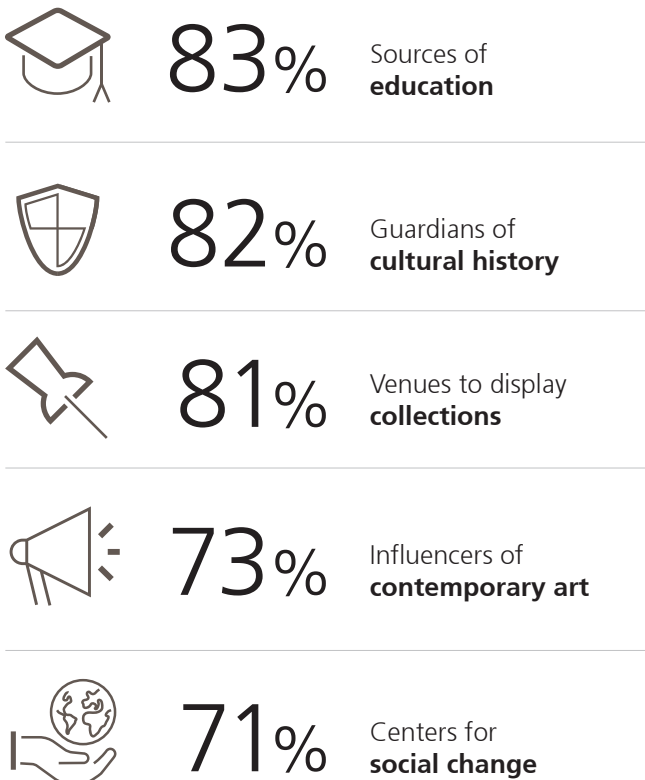 83% Sources of
education
82% Guardians of
cultural history
81% Venues to display
collections
73% Influencers of
contemporary art
71% Centers for
social change